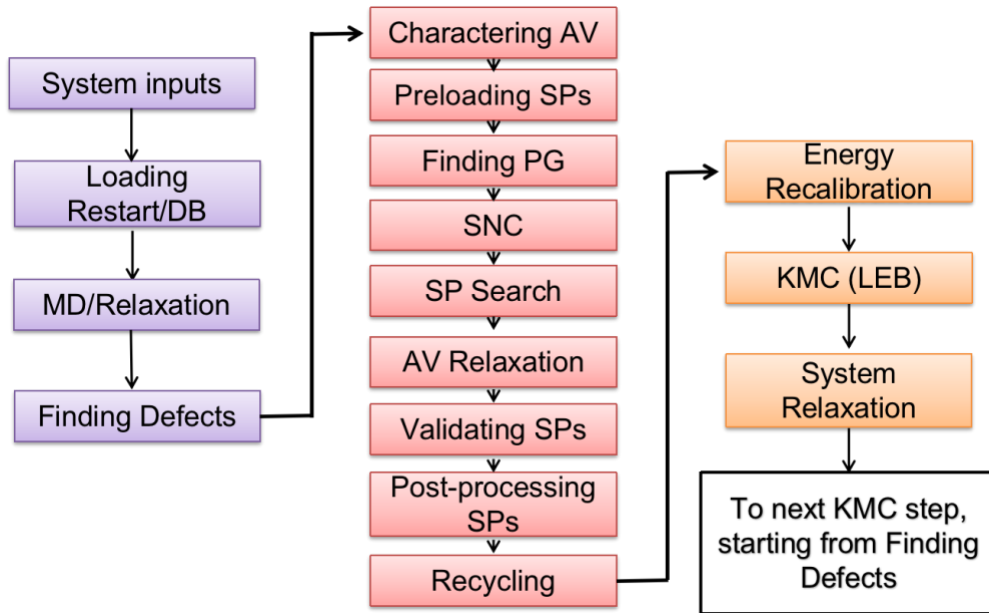 System inputs
Loading
Restart/DB
MD/Relaxation
Finding Defects
Charactering AV
Preloading SPs
Finding PG
SNC
SP Search
AV Relaxation
Validating SPs
Post-processing
SPs
Recycling
Energy
Recalibration
KMC (LEB)
System
Relaxation
To next KMC step,
starting from Finding
Defects